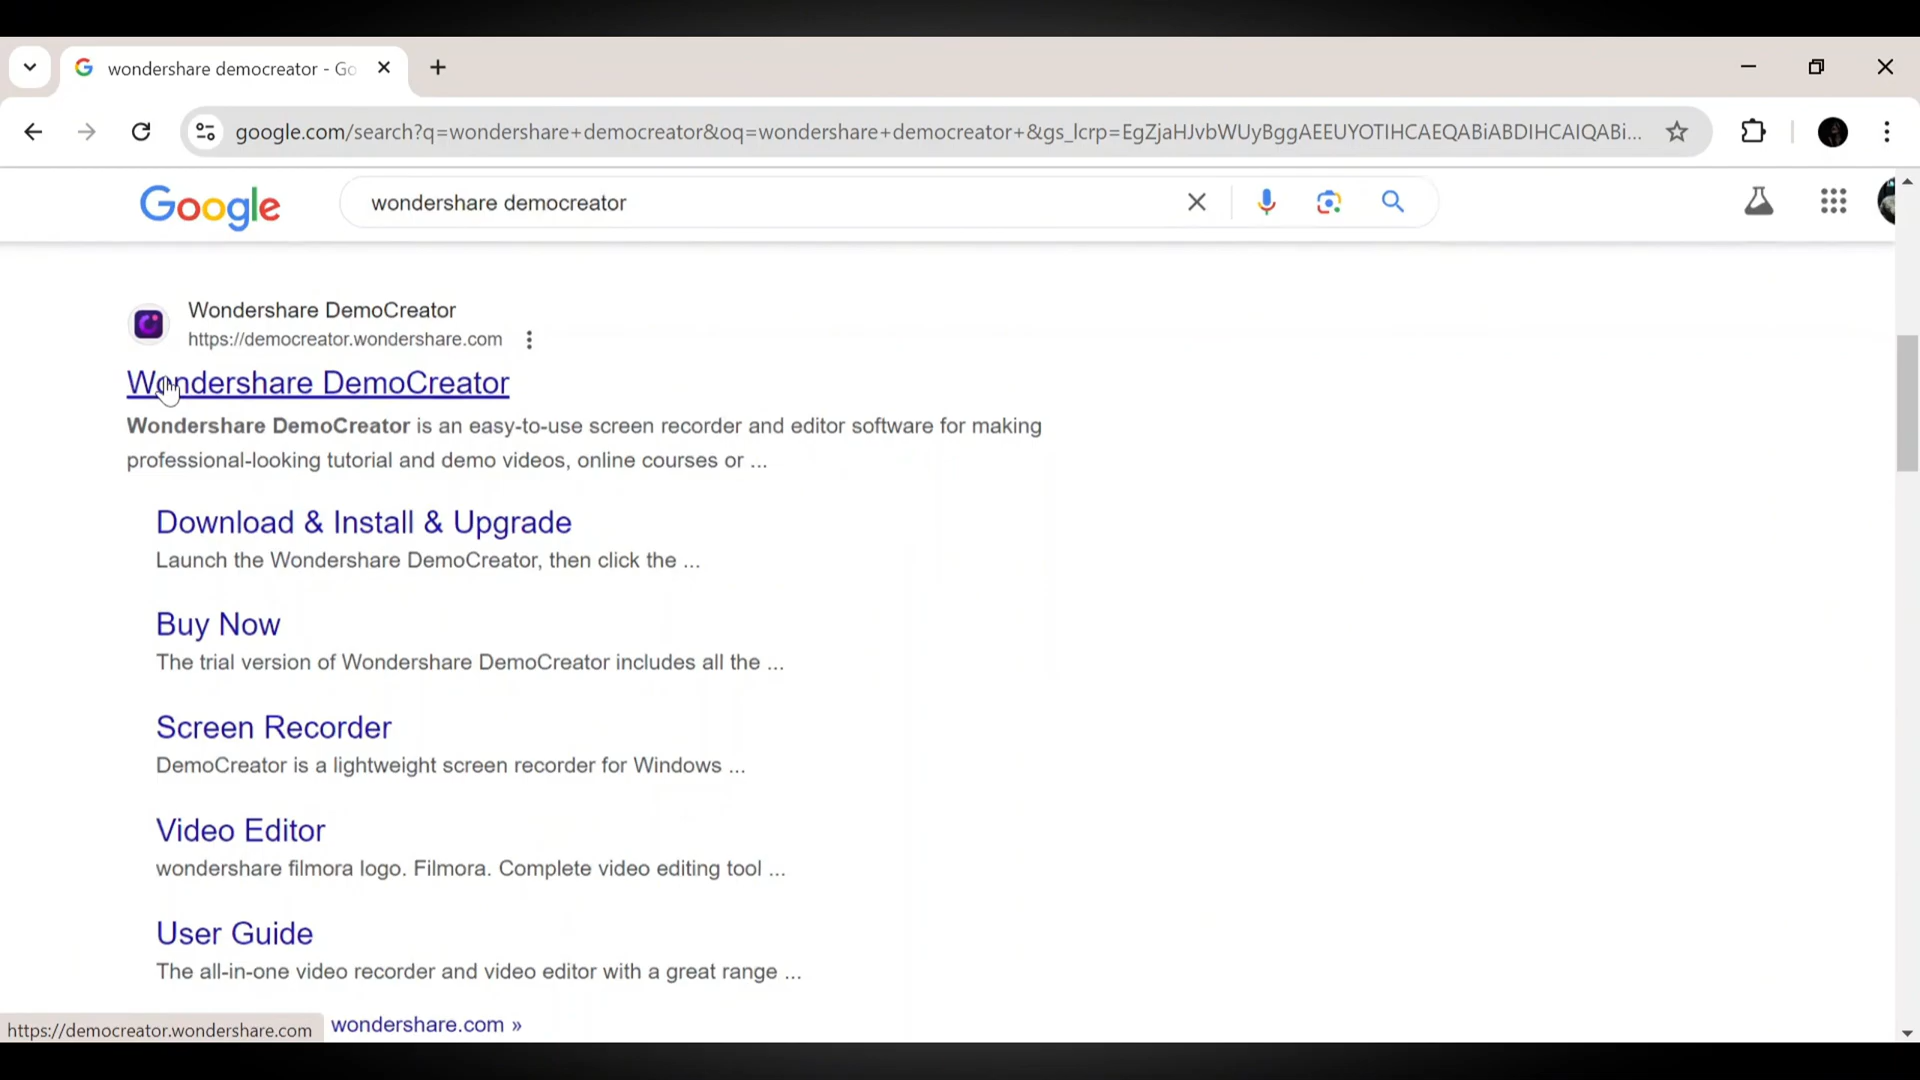 wondershare democreator - Go
google.com/search?q=wondershare+democreator&oq=wondershare+democreator+&gs_lcrp=EgZjaHJvbWUyBggAEEUYOTIHCAEQABiABDIHCAIQABi...
Google
wondershare democreator
Wondershare DemoCreator
https://democreator.wondershare.com
Wondershare DemoCreator
Wondershare DemoCreator is an easy-to-use screen recorder and editor software for making
professional-looking tutorial and demo videos, online courses or ...
Download & Install & Upgrade
Launch the Wondershare DemoCreator, then click the ...
Buy Now
The trial version of Wondershare DemoCreator includes all the ...
Screen Recorder
DemoCreator is a lightweight screen recorder for Windows ...
Video Editor
wondershare filmora logo. Filmora. Complete video editing tool ...
User Guide
The all-in-one video recorder and video editor with a great range ...
https://democreator.wondershare.com wondershare.com »